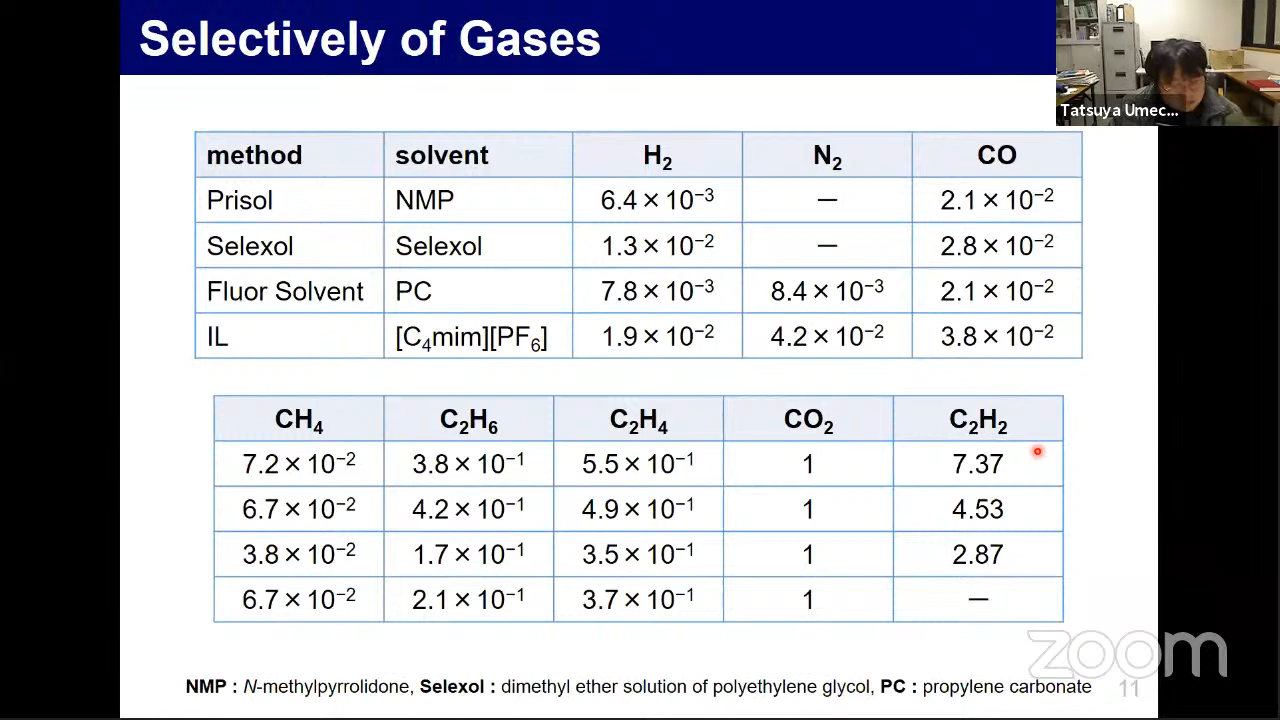 Selectively of Gases
Tatsuya Umec...
method solvent H₂ N₂ CO
Prisol NMP 6.4×10⁻³ — 2.1×10⁻²
Selexol Selexol 1.3×10⁻² — 2.8×10⁻²
Fluor Solvent PC 7.8×10⁻³ 8.4×10⁻³ 2.1×10⁻²
IL [C₄mim][PF₆] 1.9×10⁻² 4.2×10⁻² 3.8×10⁻²
CH₄ C₂H₆ C₂H₄ CO₂ C₂H₂
7.2×10⁻² 3.8×10⁻¹ 5.5×10⁻¹ 1 7.37
6.7×10⁻² 4.2×10⁻¹ 4.9×10⁻¹ 1 4.53
3.8×10⁻² 1.7×10⁻¹ 3.5×10⁻¹ 1 2.87
6.7×10⁻² 2.1×10⁻¹ 3.7×10⁻¹ 1 —
zoom
NMP : N-methylpyrrolidone, Selexol : dimethyl ether solution of polyethylene glycol, PC : propylene carbonate
11